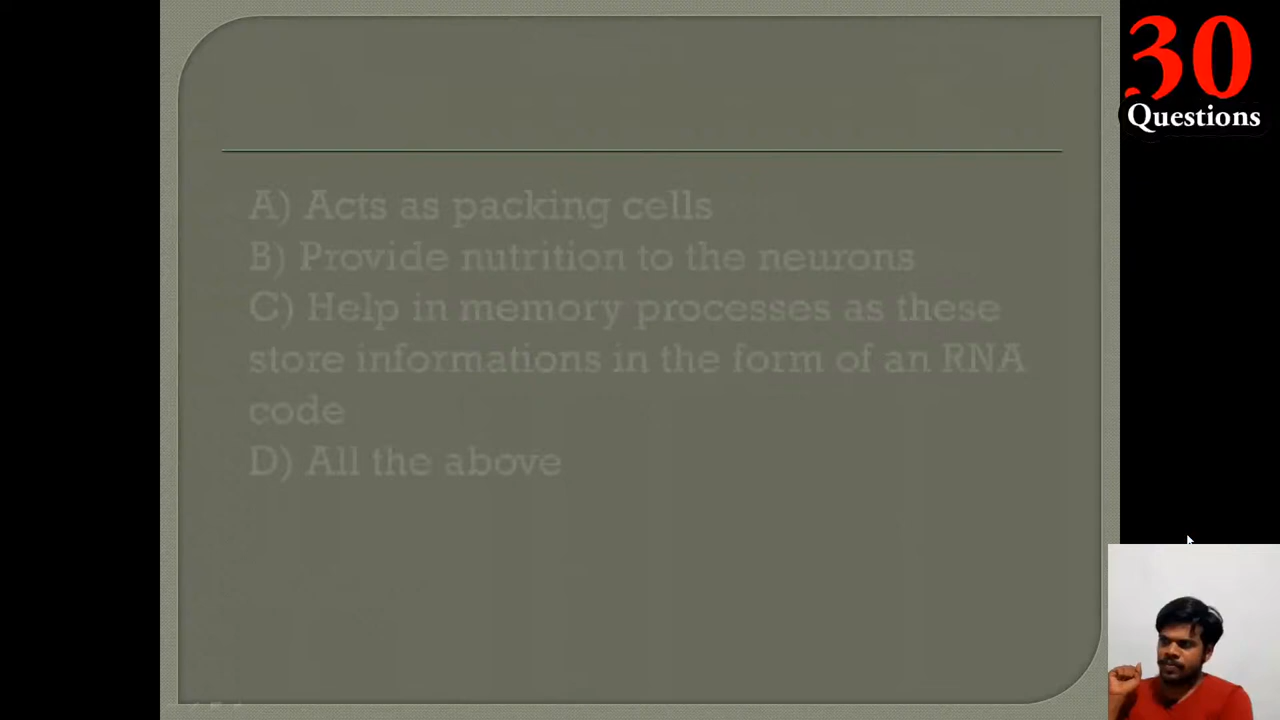 30
Questions
A) Acts as packing cells
B) Provide nutrition to the neurons
C) Help in memory processes as these
store informations in the form of an RNA
code
D) All the above